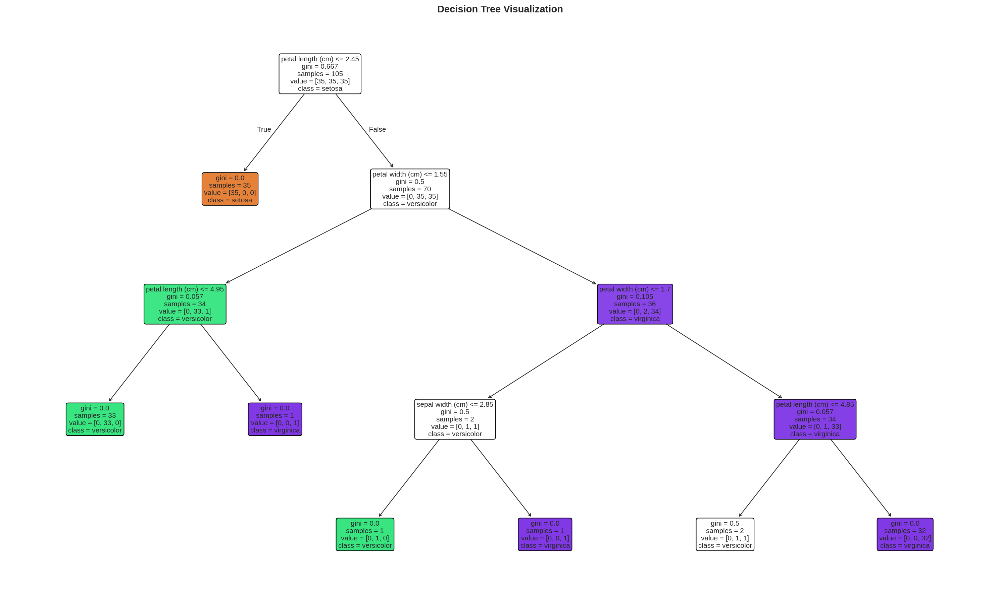 Decision Tree Visualization
petal length (cm) <= 2.45
gini = 0.667
samples = 105
value = [35, 35, 35]
class = setosa
True
False
gini = 0.0
samples = 35
value = [35, 0, 0]
class = setosa
petal width (cm) <= 1.55
gini = 0.5
samples = 70
value = [0, 35, 35]
class = versicolor
petal length (cm) <= 4.95
gini = 0.057
samples = 34
value = [0, 33, 1]
class = versicolor
petal width (cm) <= 1.7
gini = 0.105
samples = 36
value = [0, 2, 34]
class = virginica
gini = 0.0
samples = 33
value = [0, 33, 0]
class = versicolor
gini = 0.0
samples = 1
value = [0, 0, 1]
class = virginica
sepal width (cm) <= 2.85
gini = 0.5
samples = 2
value = [0, 1, 1]
class = versicolor
petal length (cm) <= 4.85
gini = 0.057
samples = 34
value = [0, 1, 33]
class = virginica
gini = 0.0
samples = 1
value = [0, 1, 0]
class = versicolor
gini = 0.0
samples = 1
value = [0, 0, 1]
class = virginica
gini = 0.5
samples = 2
value = [0, 1, 1]
class = versicolor
gini = 0.0
samples = 32
value = [0, 0, 32]
class = virginica